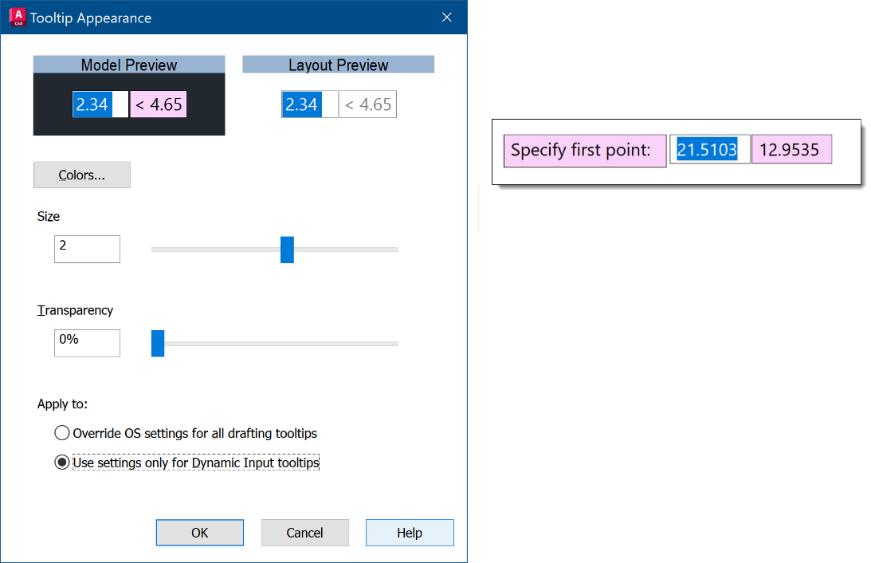 A
CAD
Tooltip Appearance
Model Preview
Layout Preview
2.34 < 4.65
2.34 < 4.65
Specify first point: 21.5103 12.9535
Colors...
Size
2
Transparency
0%
Apply to:
Override OS settings for all drafting tooltips
Use settings only for Dynamic Input tooltips
OK
Cancel
Help